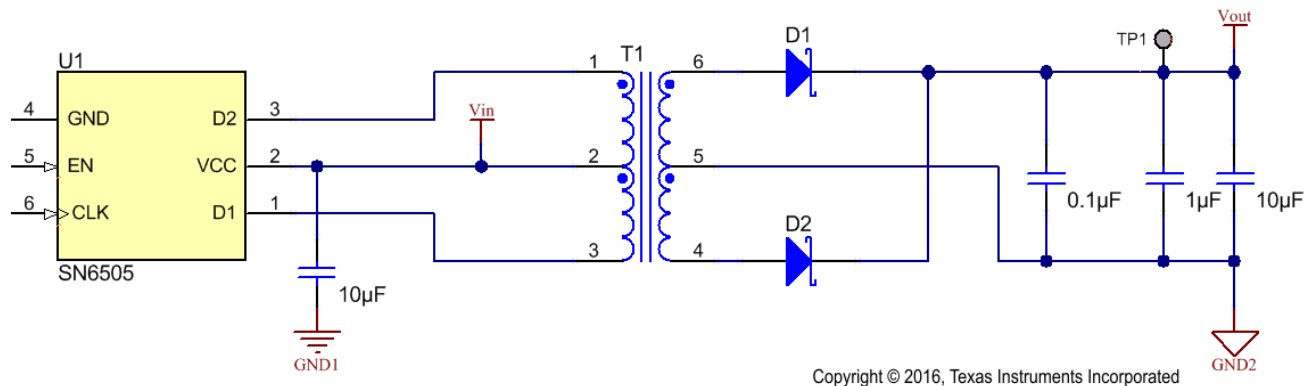 U1
4
GND
D2
3
5
EN
VCC
2
6
CLK
D1
1
SN6505
10µF
GND1
Vin
1
T1
6
2
5
3
4
D1
D2
TP1
Vout
0.1µF
1µF
10µF
GND2
Copyright © 2016, Texas Instruments Incorporated